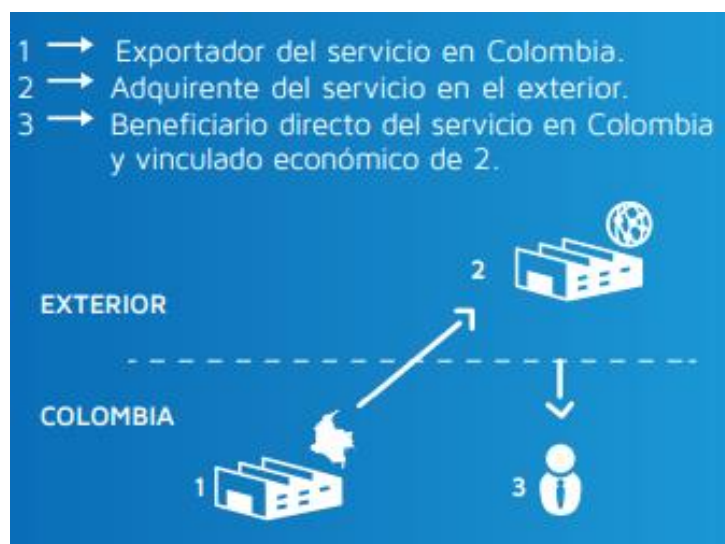 1 → Exportador del servicio en Colombia.
2 → Adquirente del servicio en el exterior.
3 → Beneficiario directo del servicio en Colombia
y vinculado económico de 2.
2
EXTERIOR
COLOMBIA
1
3